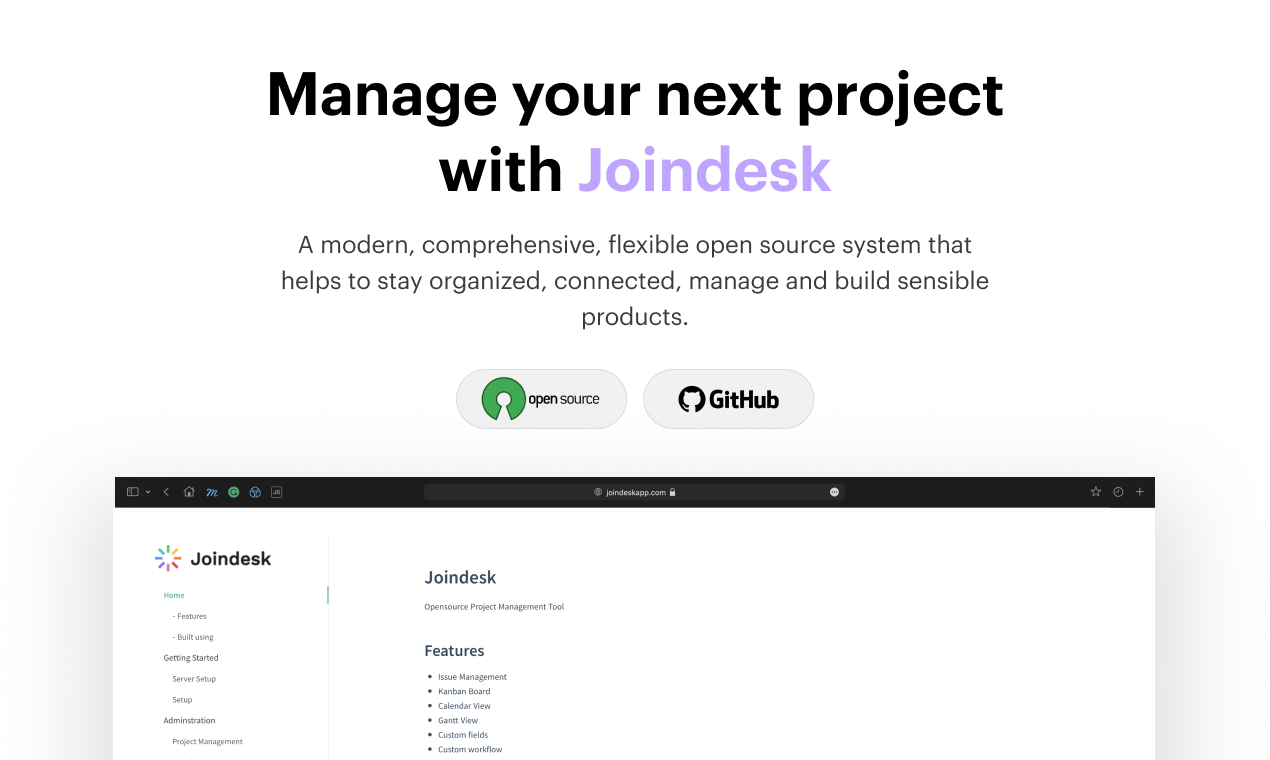 Manage your next project
with Joindesk
A modern, comprehensive, flexible open source system that
helps to stay organized, connected, manage and build sensible
products.
open source
GitHub
joindeskapp.com
JS
Joindesk
Home
- Features
- Built using
Getting Started
Server Setup
Setup
Adminstration
Project Management
Joindesk
Opensource Project Management Tool
Features
Issue Management
Kanban Board
Calendar View
Gantt View
Custom fields
Custom workflow